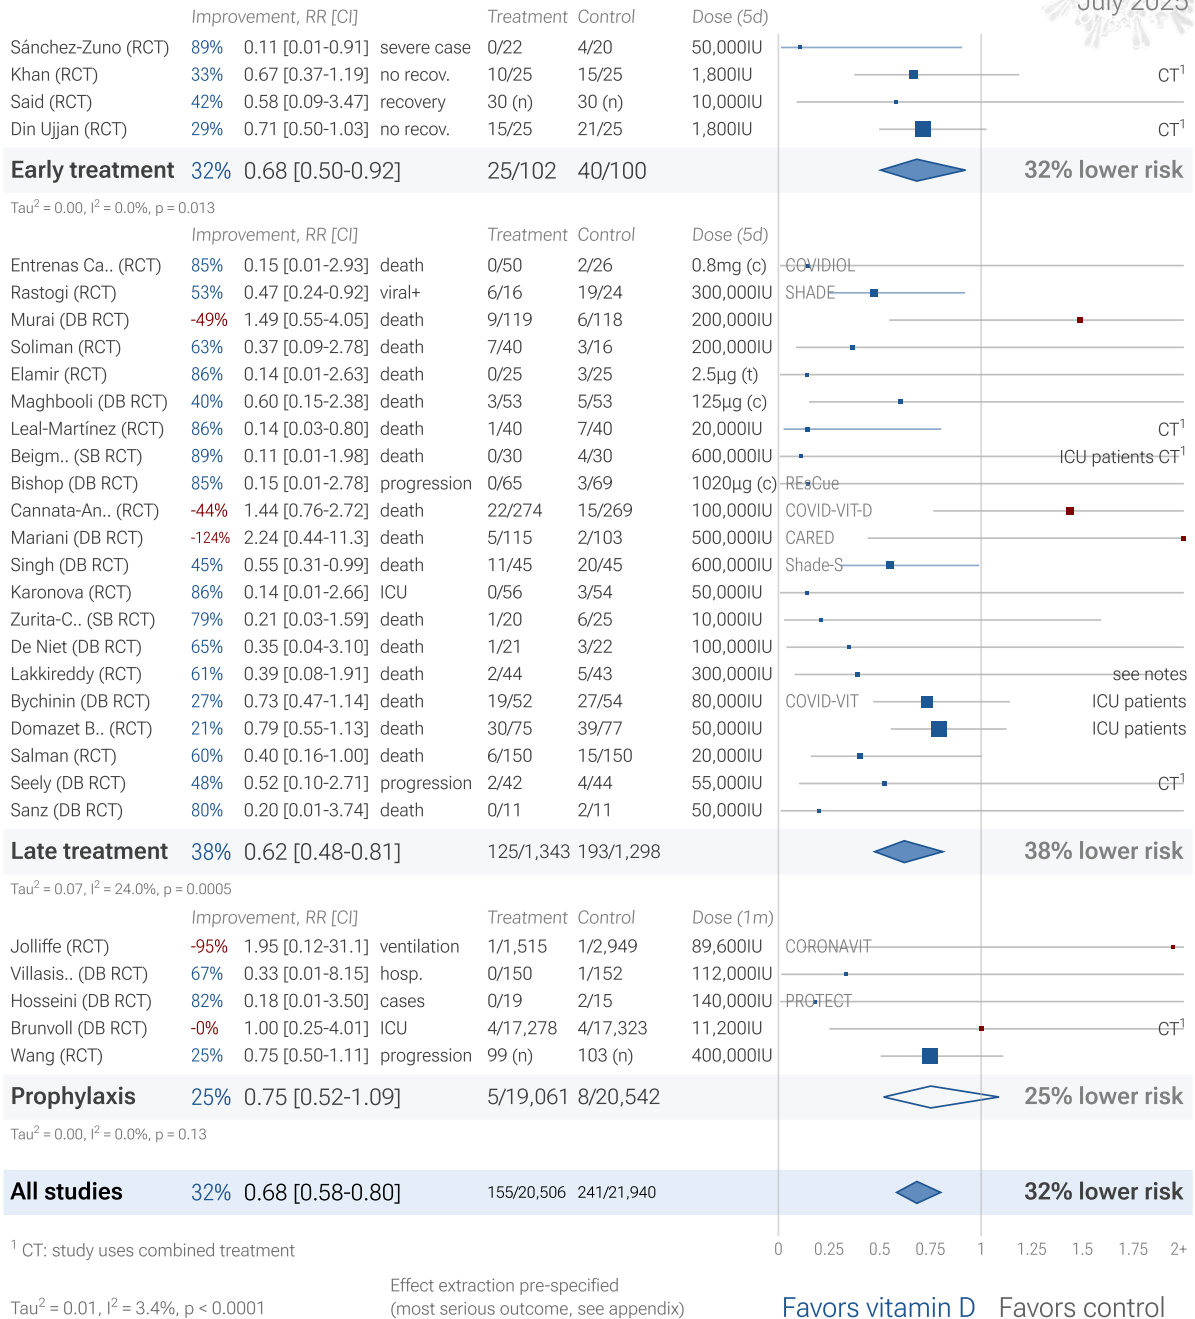 July 2025
Improvement, RR [CI] Treatment Control Dose (5d)
Sánchez-Zuno (RCT) 89% 0.11 [0.01-0.91] severe case 0/22 4/20 50,000IU
Khan (RCT) 33% 0.67 [0.37-1.19] no recov. 10/25 15/25 1,800IU CT1
Said (RCT) 42% 0.58 [0.09-3.47] recovery 30 (n) 30 (n) 10,000IU
Din Ujjan (RCT) 29% 0.71 [0.50-1.03] no recov. 15/25 21/25 1,800IU CT1
Early treatment 32% 0.68 [0.50-0.92] 25/102 40/100 32% lower risk
Tau2 = 0.00, I2 = 0.0%, p = 0.013
Improvement, RR [CI] Treatment Control Dose (5d)
Entrenas Ca.. (RCT) 85% 0.15 [0.01-2.93] death 0/50 2/26 0.8mg (c) COVIDIOL
Rastogi (RCT) 53% 0.47 [0.24-0.92] viral+ 6/16 19/24 300,000IU SHADE
Murai (DB RCT) -49% 1.49 [0.55-4.05] death 9/119 6/118 200,000IU
Soliman (RCT) 63% 0.37 [0.09-2.78] death 7/40 3/16 200,000IU
Elamir (RCT) 86% 0.14 [0.01-2.63] death 0/25 3/25 2.5μg (t)
Maghbooli (DB RCT) 40% 0.60 [0.15-2.38] death 3/53 5/53 125μg (c)
Leal-Martínez (RCT) 86% 0.14 [0.03-0.80] death 1/40 7/40 20,000IU CT1
Beigm.. (SB RCT) 89% 0.11 [0.01-1.98] death 0/30 4/30 600,000IU ICU patients CT1
Bishop (DB RCT) 85% 0.15 [0.01-2.78] progression 0/65 3/69 1020μg (c) REsCue
Cannata-An.. (RCT) -44% 1.44 [0.76-2.72] death 22/274 15/269 100,000IU COVID-VIT-D
Mariani (DB RCT) -124% 2.24 [0.44-11.3] death 5/115 2/103 500,000IU CARED
Singh (DB RCT) 45% 0.55 [0.31-0.99] death 11/45 20/45 600,000IU Shade-S
Karonova (RCT) 86% 0.14 [0.01-2.66] ICU 0/56 3/54 50,000IU
Zurita-C.. (SB RCT) 79% 0.21 [0.03-1.59] death 1/20 6/25 10,000IU
De Niet (DB RCT) 65% 0.35 [0.04-3.10] death 1/21 3/22 100,000IU
Lakkireddy (RCT) 61% 0.39 [0.08-1.91] death 2/44 5/43 300,000IU see notes
Bychinin (DB RCT) 27% 0.73 [0.47-1.14] death 19/52 27/54 80,000IU COVID-VIT ICU patients
Domazet B.. (RCT) 21% 0.79 [0.55-1.13] death 30/75 39/77 50,000IU ICU patients
Salman (RCT) 60% 0.40 [0.16-1.00] death 6/150 15/150 20,000IU
Seely (DB RCT) 48% 0.52 [0.10-2.71] progression 2/42 4/44 55,000IU CT1
Sanz (DB RCT) 80% 0.20 [0.01-3.74] death 0/11 2/11 50,000IU
Late treatment 38% 0.62 [0.48-0.81] 125/1,343 193/1,298 38% lower risk
Tau2 = 0.07, I2 = 24.0%, p = 0.0005
Improvement, RR [CI] Treatment Control Dose (1m)
Jolliffe (RCT) -95% 1.95 [0.12-31.1] ventilation 1/1,515 1/2,949 89,600IU CORONAVIT
Villasis.. (DB RCT) 67% 0.33 [0.01-8.15] hosp. 0/150 1/152 112,000IU
Hosseini (DB RCT) 82% 0.18 [0.01-3.50] cases 0/19 2/15 140,000IU PROTECT
Brunvoll (DB RCT) -0% 1.00 [0.25-4.01] ICU 4/17,278 4/17,323 11,200IU CT1
Wang (RCT) 25% 0.75 [0.50-1.11] progression 99 (n) 103 (n) 400,000IU
Prophylaxis 25% 0.75 [0.52-1.09] 5/19,061 8/20,542 25% lower risk
Tau2 = 0.00, I2 = 0.0%, p = 0.13
All studies 32% 0.68 [0.58-0.80] 155/20,506 241/21,940 32% lower risk
1 CT: study uses combined treatment
0 0.25 0.5 0.75 1 1.25 1.5 1.75 2+
Effect extraction pre-specified
Tau2 = 0.01, I2 = 3.4%, p < 0.0001 (most serious outcome, see appendix) Favors vitamin D Favors control